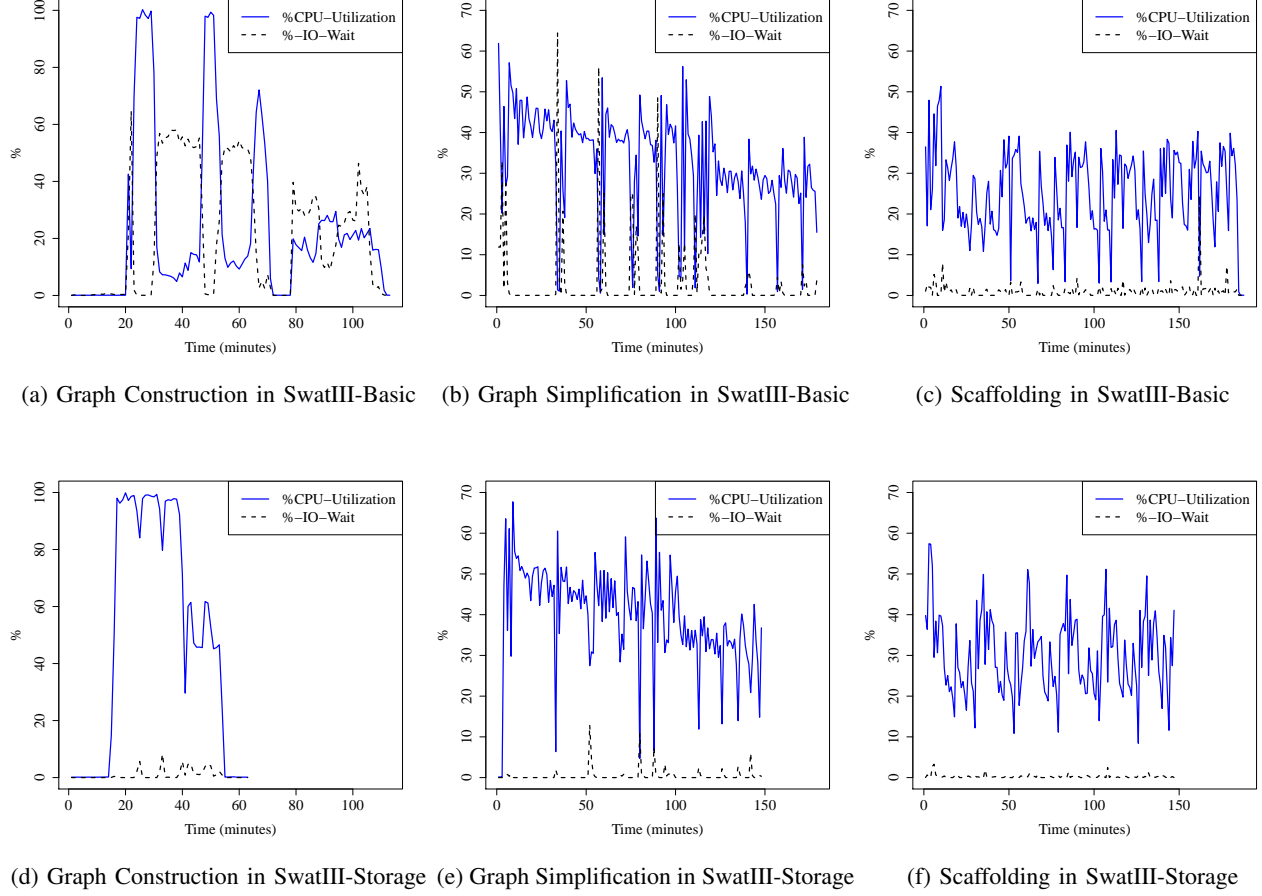 %CPU−Utilization
%−IO−Wait
%
0 20 40 60 80 100
0 20 40 60 80 100
Time (minutes)
%CPU−Utilization
%−IO−Wait
%
0 10 20 30 40 50 60 70
0 50 100 150
Time (minutes)
%CPU−Utilization
%−IO−Wait
%
0 10 20 30 40 50 60 70
0 50 100 150
Time (minutes)
(a) Graph Construction in SwatIII-Basic
(b) Graph Simplification in SwatIII-Basic
(c) Scaffolding in SwatIII-Basic
%CPU−Utilization
%−IO−Wait
%
0 20 40 60 80 100
0 20 40 60 80 100
Time (minutes)
%CPU−Utilization
%−IO−Wait
%
0 10 20 30 40 50 60 70
0 50 100 150
Time (minutes)
%CPU−Utilization
%−IO−Wait
%
0 10 20 30 40 50 60 70
0 50 100 150
Time (minutes)
(d) Graph Construction in SwatIII-Storage
(e) Graph Simplification in SwatIII-Storage
(f) Scaffolding in SwatIII-Storage